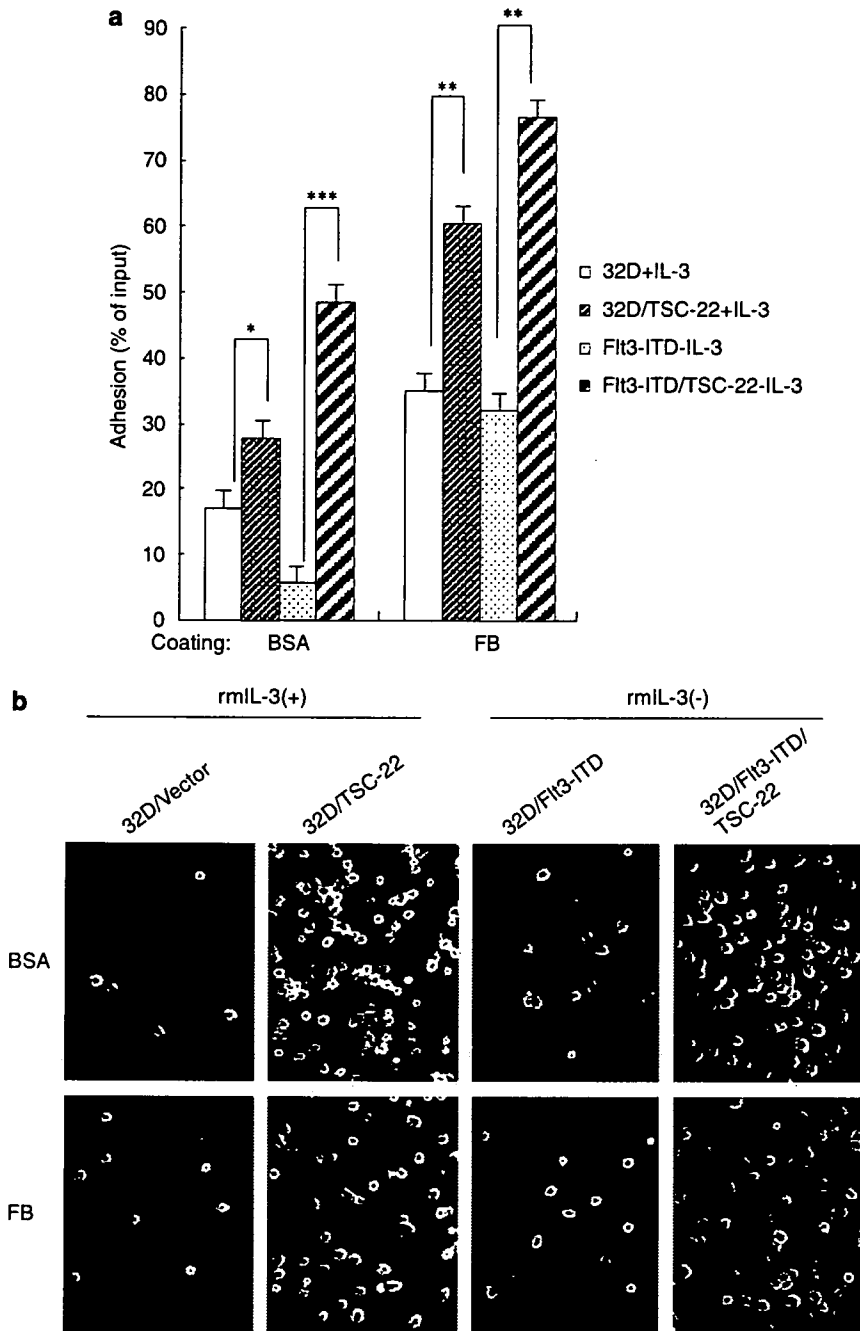 a
90
80
70
60
50
40
30
20
10
0
Adhesion (% of input)
*
***
**
**
32D+IL-3
32D/TSC-22+IL-3
Flt3-ITD-IL-3
Flt3-ITD/TSC-22-IL-3
Coating: BSA FB
b
rmIL-3(+) rmIL-3(-)
32D/Vector
32D/TSC-22
32D/Flt3-ITD
32D/Flt3-ITD/
TSC-22
BSA
FB